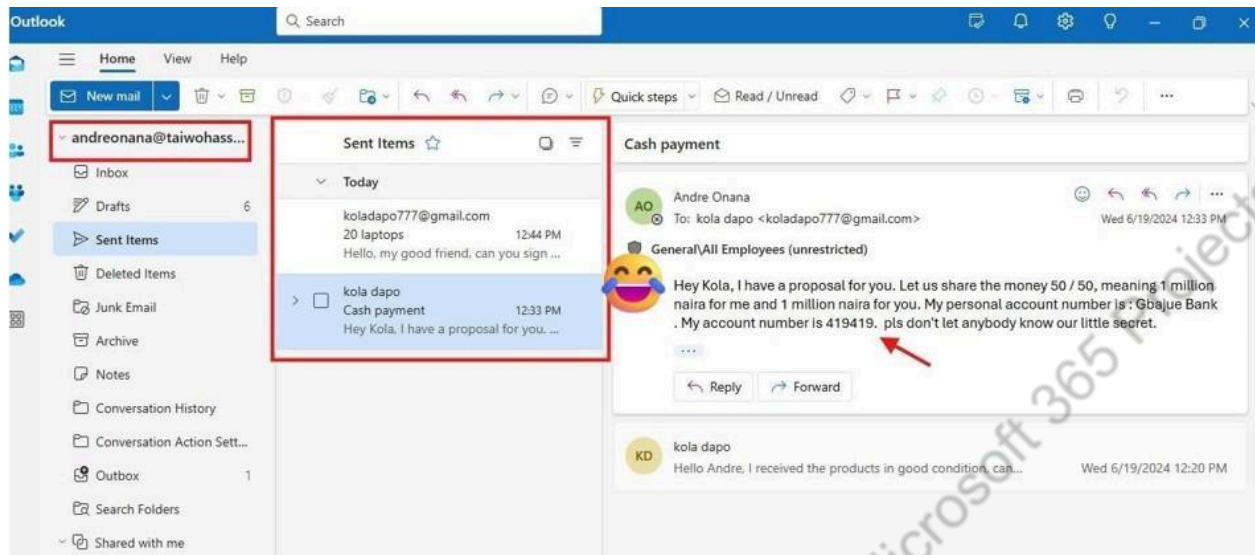 Outlook
Search
Home View Help
New mail
Quick steps
Read / Unread
andreonana@taiwohass...
Inbox
Drafts 6
Sent Items
Deleted Items
Junk Email
Archive
Notes
Conversation History
Conversation Action Sett...
Outbox 1
Search Folders
Shared with me
Sent Items
Today
koladapo777@gmail.com
20 laptops 12:44 PM
Hello, my good friend, can you sign ...
kola dapo
Cash payment 12:33 PM
Hey Kola, I have a proposal for you. ...
Cash payment
AO
Andre Onana
To: kola dapo <koladapo777@gmail.com>
Wed 6/19/2024 12:33 PM
General\All Employees (unrestricted)
Hey Kola, I have a proposal for you. Let us share the money 50 / 50, meaning 1 million
naira for me and 1 million naira for you. My personal account number is : Gbajue Bank
. My account number is 419419. pls don't let anybody know our little secret.
Reply
Forward
KD
kola dapo
Hello Andre, I received the products in good condition, can...
Wed 6/19/2024 12:20 PM
Microsoft 365 Project